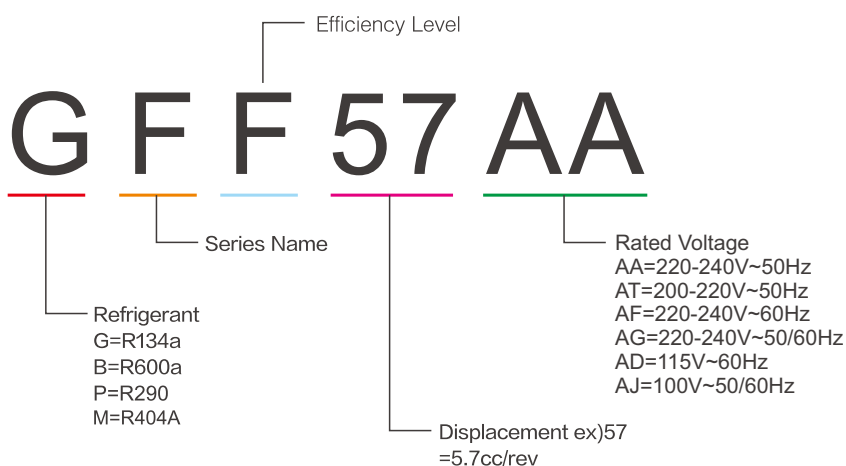 Efficiency Level
G F F 57 AA
Series Name
Rated Voltage
AA=220-240V~50Hz
AT=200-220V~50Hz
AF=220-240V~60Hz
AG=220-240V~50/60Hz
AD=115V~60Hz
AJ=100V~50/60Hz
Refrigerant
G=R134a
B=R600a
P=R290
M=R404A
Displacement ex)57
=5.7cc/rev